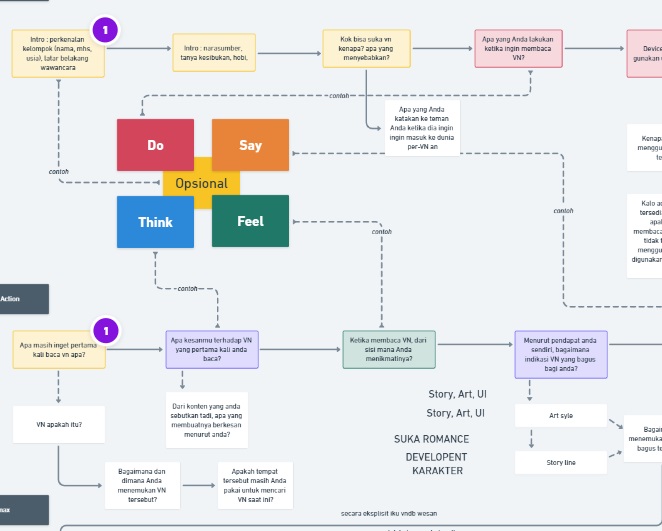 1
Intro : perkenalan
kelompok (nama, mhs,
usia), latar belakang
wawancara
Intro : narasumber,
tanya kesibukan, hobi,
Kok bisa suka vn
kenapa? apa yang
menyebabkan?
Apa yang Anda lakukan
ketika ingin membaca
VN?
Device
gunakan
contoh
Apa yang Anda
katakan ke teman
Anda ketika dia ingin
ingin masuk ke dunia
per-VN an
Do
Say
Opsional
Think
Feel
contoh
Kenapa
menggu
te
contoh
contoh
Kalo ac
tersedi
apal
membaca
tidak t
menggu
digunakan
contoh
Action
1
Apa masih inget pertama
kali baca vn apa?
Apa kesanmu terhadap VN
yang pertama kali anda
baca?
Ketika membaca VN, dari
sisi mana Anda
menikmatinya?
Menurut pendapat anda
sendiri, bagaimana
indikasi VN yang bagus
bagi anda?
VN apakah itu?
Dari konten yang anda
sebutkan tadi, apa yang
membuatnya berkesan
menurut anda?
Story, Art, UI
Story, Art, UI
SUKA ROMANCE
DEVELOPENT
KARAKTER
Art syle
Story line
Bagain
menemuka
bagus te
Bagaimana dan
dimana Anda
menemukan VN
tersebut?
Apakah tempat
tersebut masih Anda
pakai untuk mencari
VN saat ini?
max
secara eksplisit iku vndb wesan